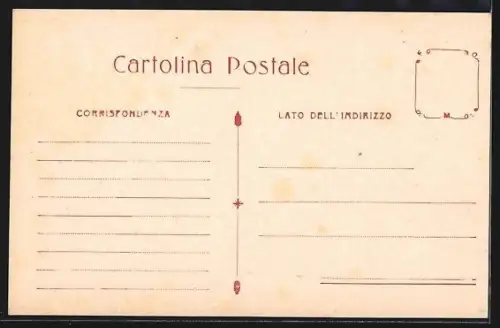 Cartolina Postale
CORRISPONDENZA
LATO DELL'INDIRIZZO
M